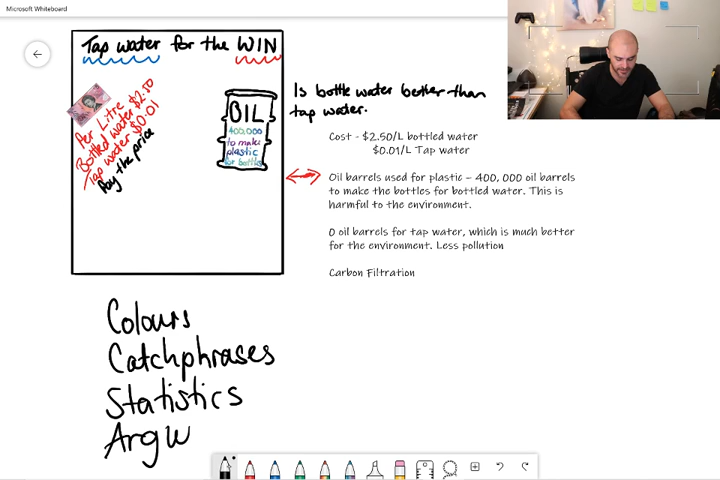 Microsoft Whiteboard
Tap water for the WIN
Per Litre
Bottled water $2.50
Tap water $0.01
Pay the price
OIL
400,000
to make
plastic
for bottles
Is bottle water better than
tap water.
Cost - $2.50/L bottled water
$0.01/L Tap water
Oil barrels used for plastic – 400, 000 oil barrels
to make the bottles for bottled water. This is
harmful to the environment.
0 oil barrels for tap water, which is much better
for the environment. Less pollution
Carbon Filtration
Colours
Catchphrases
Statistics
Argu